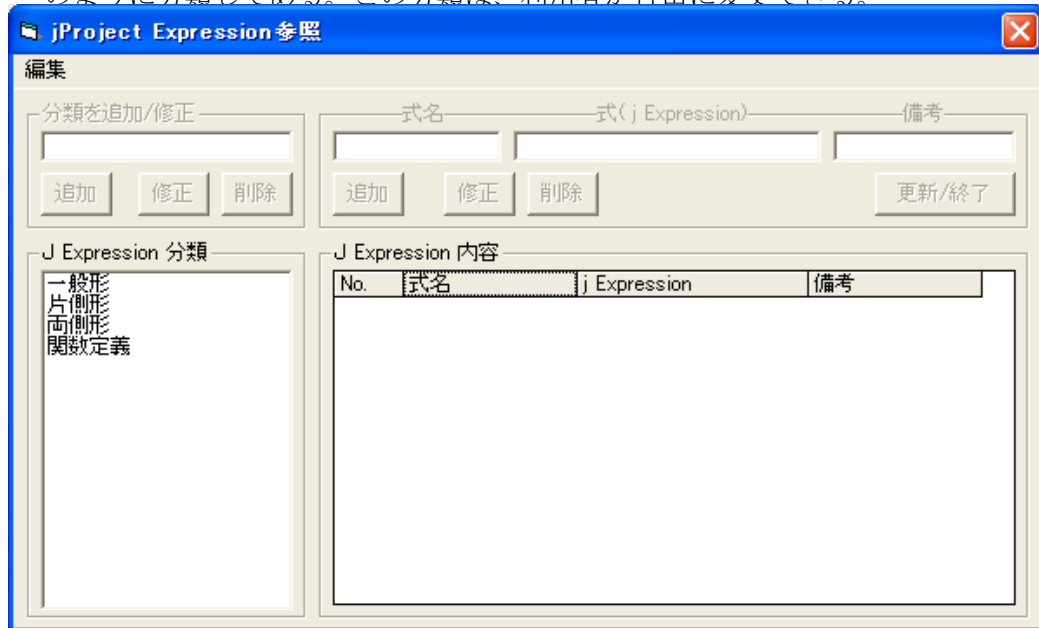 jProject Expression参照
編集
分類を追加/修正
式名
式( j Expression)
備考
追加
修正
削除
追加
修正
削除
更新/終了
J Expression 分類
J Expression 内容
一般形
片側形
両側形
関数定義
No.
式名
j Expression
備考